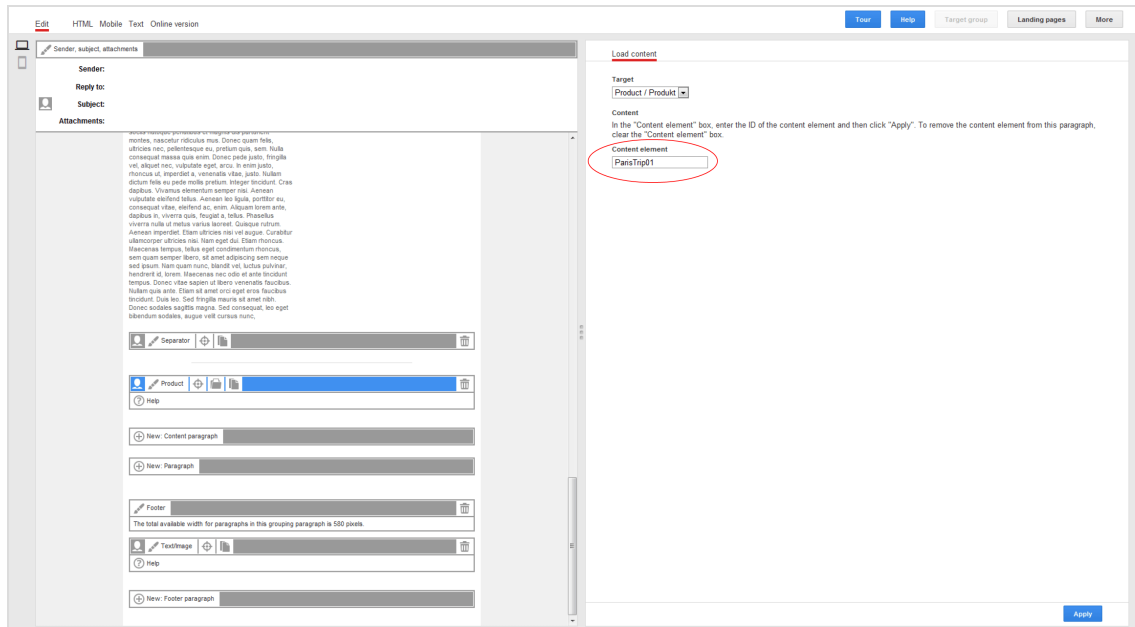 Edit HTML Mobile Text Online version
Tour Help Target group Landing pages More
Sender, subject, attachments
Sender:
Reply to:
Subject:
Attachments:
montes, nascetur ridiculus mus. Donec quam felis,
ultricies nec, pellentesque eu, pretium quis, sem. Nulla
consequat massa quis enim. Donec pede justo, fringilla
vel, aliquet nec, vulputate eget, arcu. In enim justo,
rhoncus ut, imperdiet a, venenatis vitae, justo. Nullam
dictum felis eu pede mollis pretium. Integer tincidunt. Cras
dapibus. Vivamus elementum semper nisi. Aenean
vulputate eleifend tellus. Aenean leo ligula, porttitor eu,
consequat vitae, eleifend ac, enim. Aliquam lorem ante,
dapibus in, viverra quis, feugiat a, tellus. Phasellus
viverra nulla ut metus varius laoreet. Quisque rutrum.
Aenean imperdiet. Etiam ultricies nisi vel augue. Curabitur
ullamcorper ultricies nisi. Nam eget dui. Etiam rhoncus.
Maecenas tempus, tellus eget condimentum rhoncus,
sem quam semper libero, sit amet adipiscing sem neque
sed ipsum. Nam quam nunc, blandit vel, luctus pulvinar,
hendrerit id, lorem. Maecenas nec odio et ante tincidunt
tempus. Donec vitae sapien ut libero venenatis faucibus.
Nullam quis ante. Etiam sit amet orci eget eros faucibus
tincidunt. Duis leo. Sed fringilla mauris sit amet nibh.
Donec sodales sagittis magna. Sed consequat, leo eget
bibendum sodales, augue velit cursus nunc,
Separator
Product
Help
New: Content paragraph
New: Paragraph
Footer
The total available width for paragraphs in this grouping paragraph is 580 pixels.
Text/Image
Help
New: Footer paragraph
Load content
Target
Product / Produkt
Content
In the "Content element" box, enter the ID of the content element and then click "Apply". To remove the content element from this paragraph,
clear the "Content element" box.
Content element
ParisTrip01
Apply